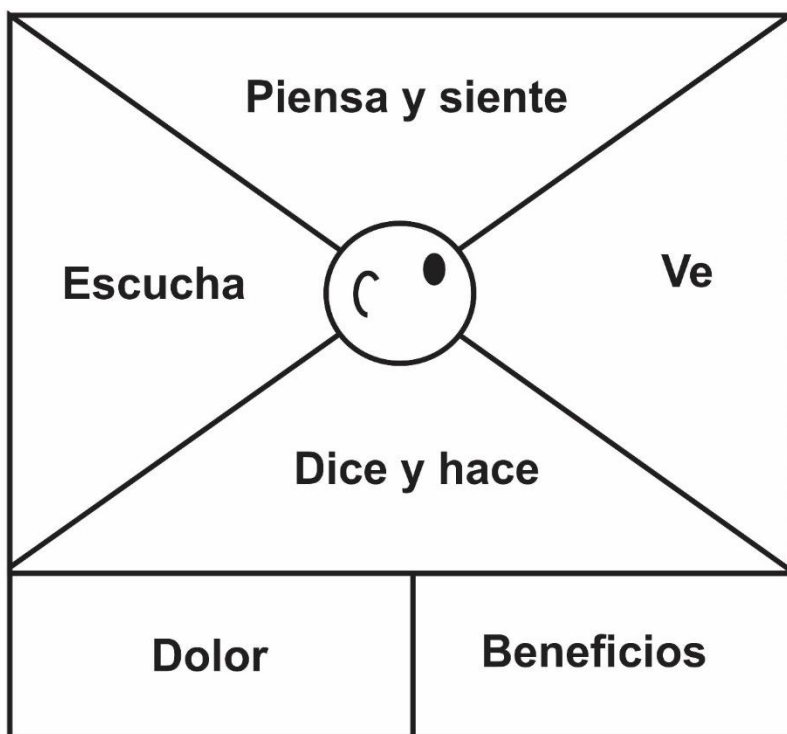 Piensa y siente
Escucha
Ve
Dice y hace
Dolor
Beneficios